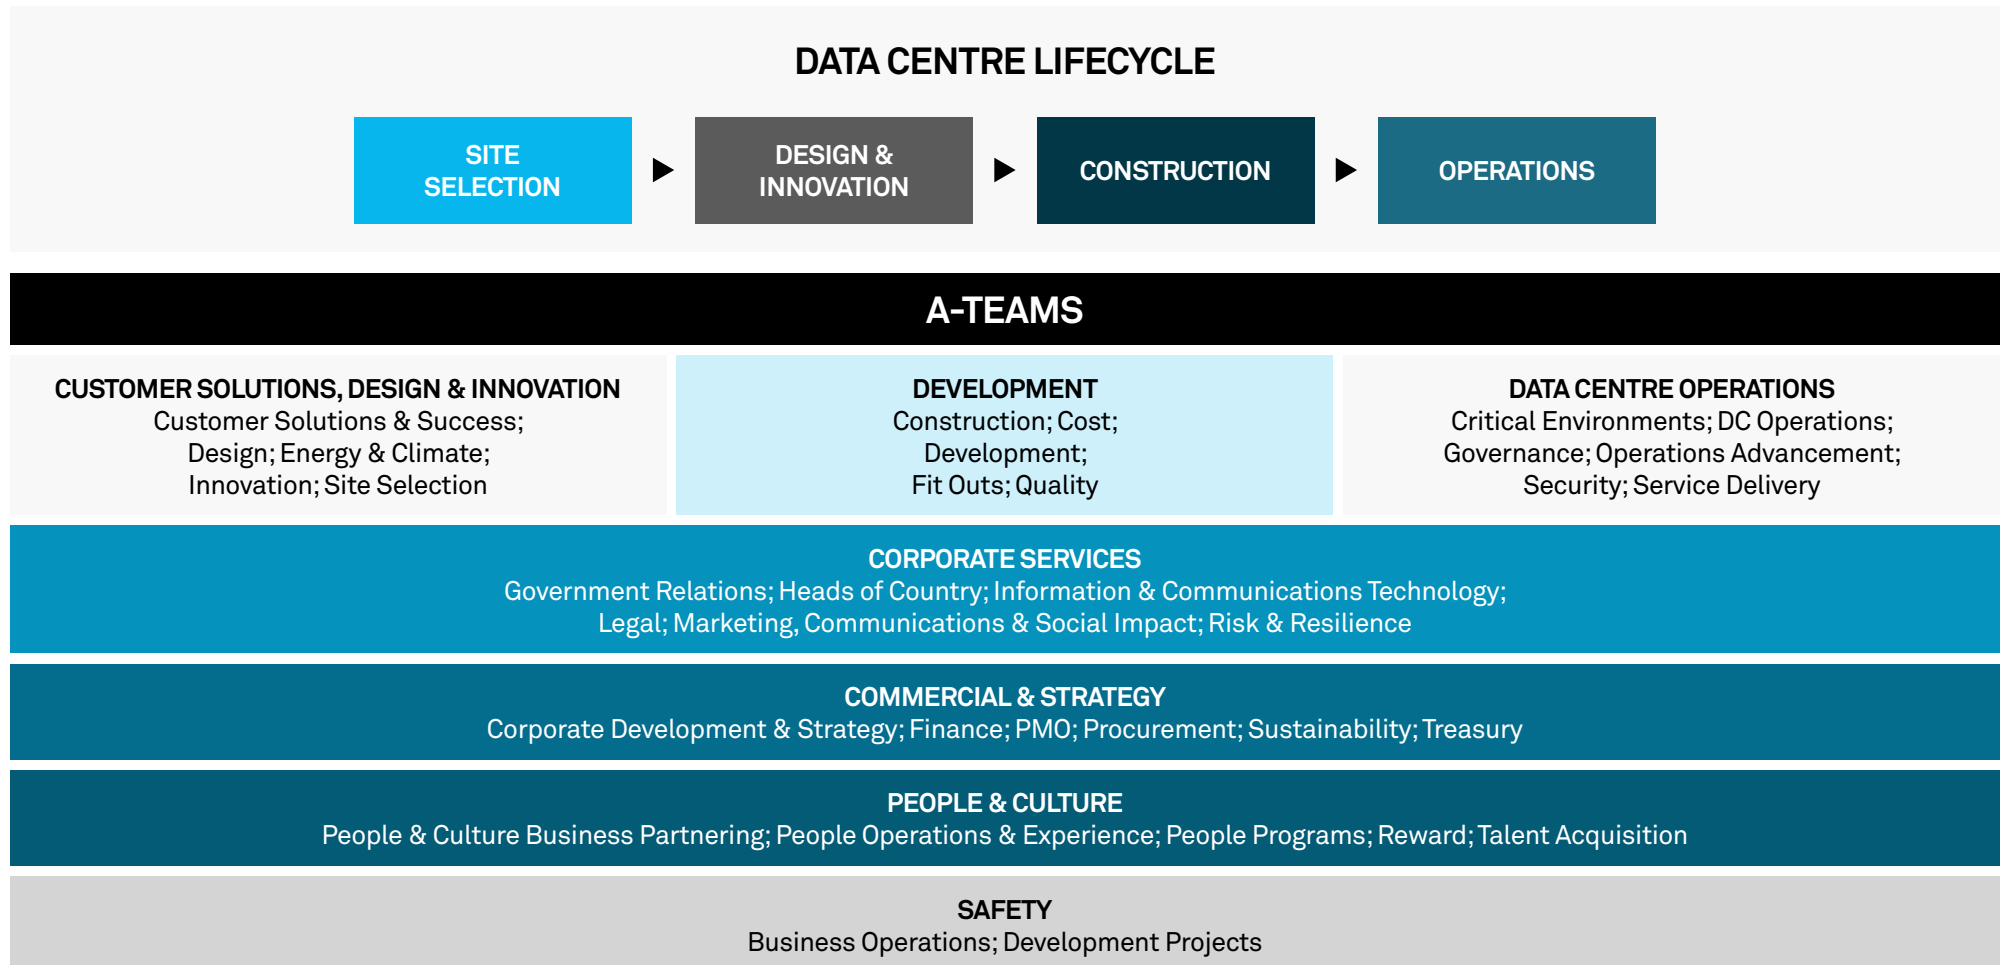 DATA CENTRE LIFECYCLE
SITE
SELECTION
DESIGN &
INNOVATION
CONSTRUCTION
OPERATIONS
A-TEAMS
CUSTOMER SOLUTIONS, DESIGN & INNOVATION
Customer Solutions & Success;
Design; Energy & Climate;
Innovation; Site Selection
DEVELOPMENT
Construction; Cost;
Development;
Fit Outs; Quality
DATA CENTRE OPERATIONS
Critical Environments; DC Operations;
Governance; Operations Advancement;
Security; Service Delivery
CORPORATE SERVICES
Government Relations; Heads of Country; Information & Communications Technology;
Legal; Marketing, Communications & Social Impact; Risk & Resilience
COMMERCIAL & STRATEGY
Corporate Development & Strategy; Finance; PMO; Procurement; Sustainability; Treasury
PEOPLE & CULTURE
People & Culture Business Partnering; People Operations & Experience; People Programs; Reward; Talent Acquisition
SAFETY
Business Operations; Development Projects